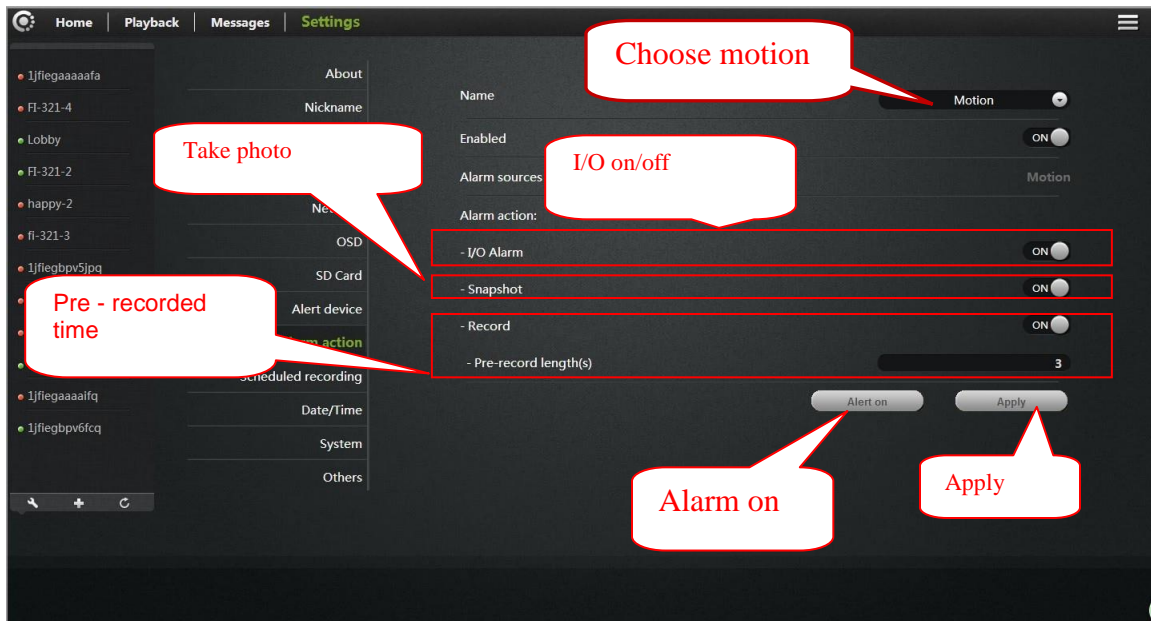 Home | Playback | Messages | Settings
1jfiegaaaaafa
FI-321-4
Lobby
FI-321-2
happy-2
fi-321-3
1jfiegbpv5jpq
1jfiegaaaaifq
1jfiegbpv6fcq
About
Nickname
OSD
SD Card
Alert device
action
recording
Date/Time
System
Others
Name
Motion
Enabled
ON
Alarm sources
Motion
Alarm action:
- I/O Alarm
ON
- Snapshot
ON
- Record
ON
- Pre-record length(s)
3
Alert on
Apply
Choose motion
Take photo
I/O on/off
Pre - recorded
time
Alarm on
Apply